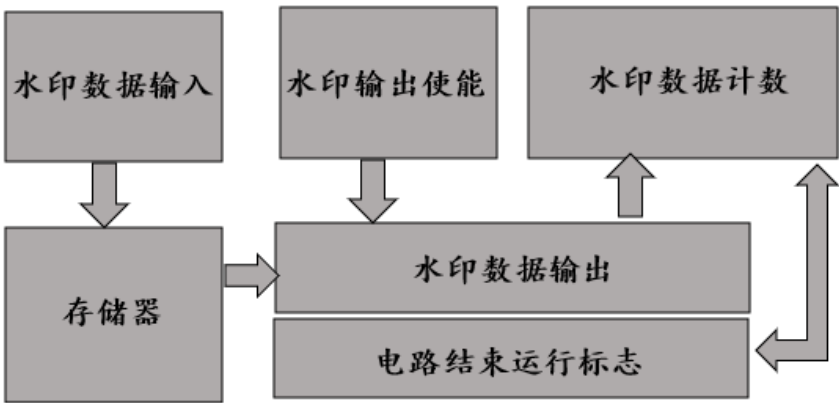 水印数据输入
水印输出使能
水印数据计数
存储器
水印数据输出
电路结束运行标志